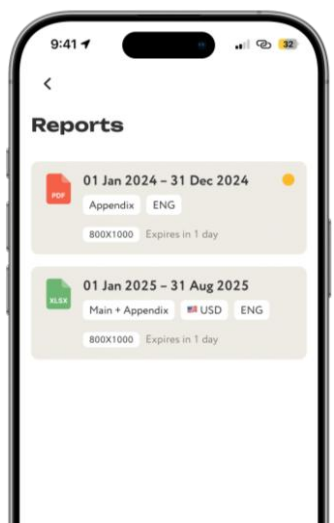 9:41
32
Reports
01 Jan 2024 – 31 Dec 2024
PDF
Appendix ENG
800X1000 Expires in 1 day
01 Jan 2025 – 31 Aug 2025
XLSX
Main + Appendix USD ENG
800X1000 Expires in 1 day